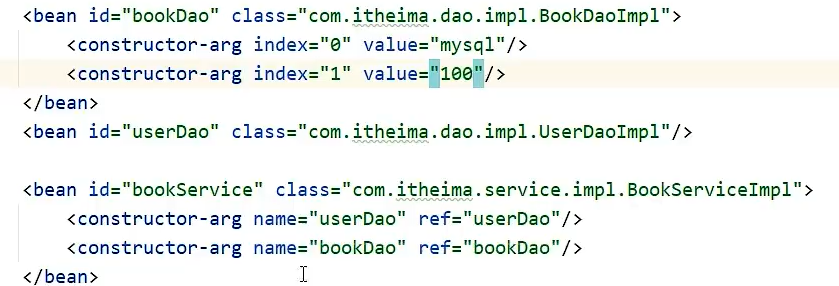 <bean id="bookDao" class="com.itheima.dao.impl.BookDaoImpl">
    <constructor-arg index="0" value="mysql"/>
    <constructor-arg index="1" value="100"/>
</bean>
<bean id="userDao" class="com.itheima.dao.impl.UserDaoImpl"/>
<bean id="bookService" class="com.itheima.service.impl.BookServiceImpl">
    <constructor-arg name="userDao" ref="userDao"/>
    <constructor-arg name="bookDao" ref="bookDao"/>
</bean>